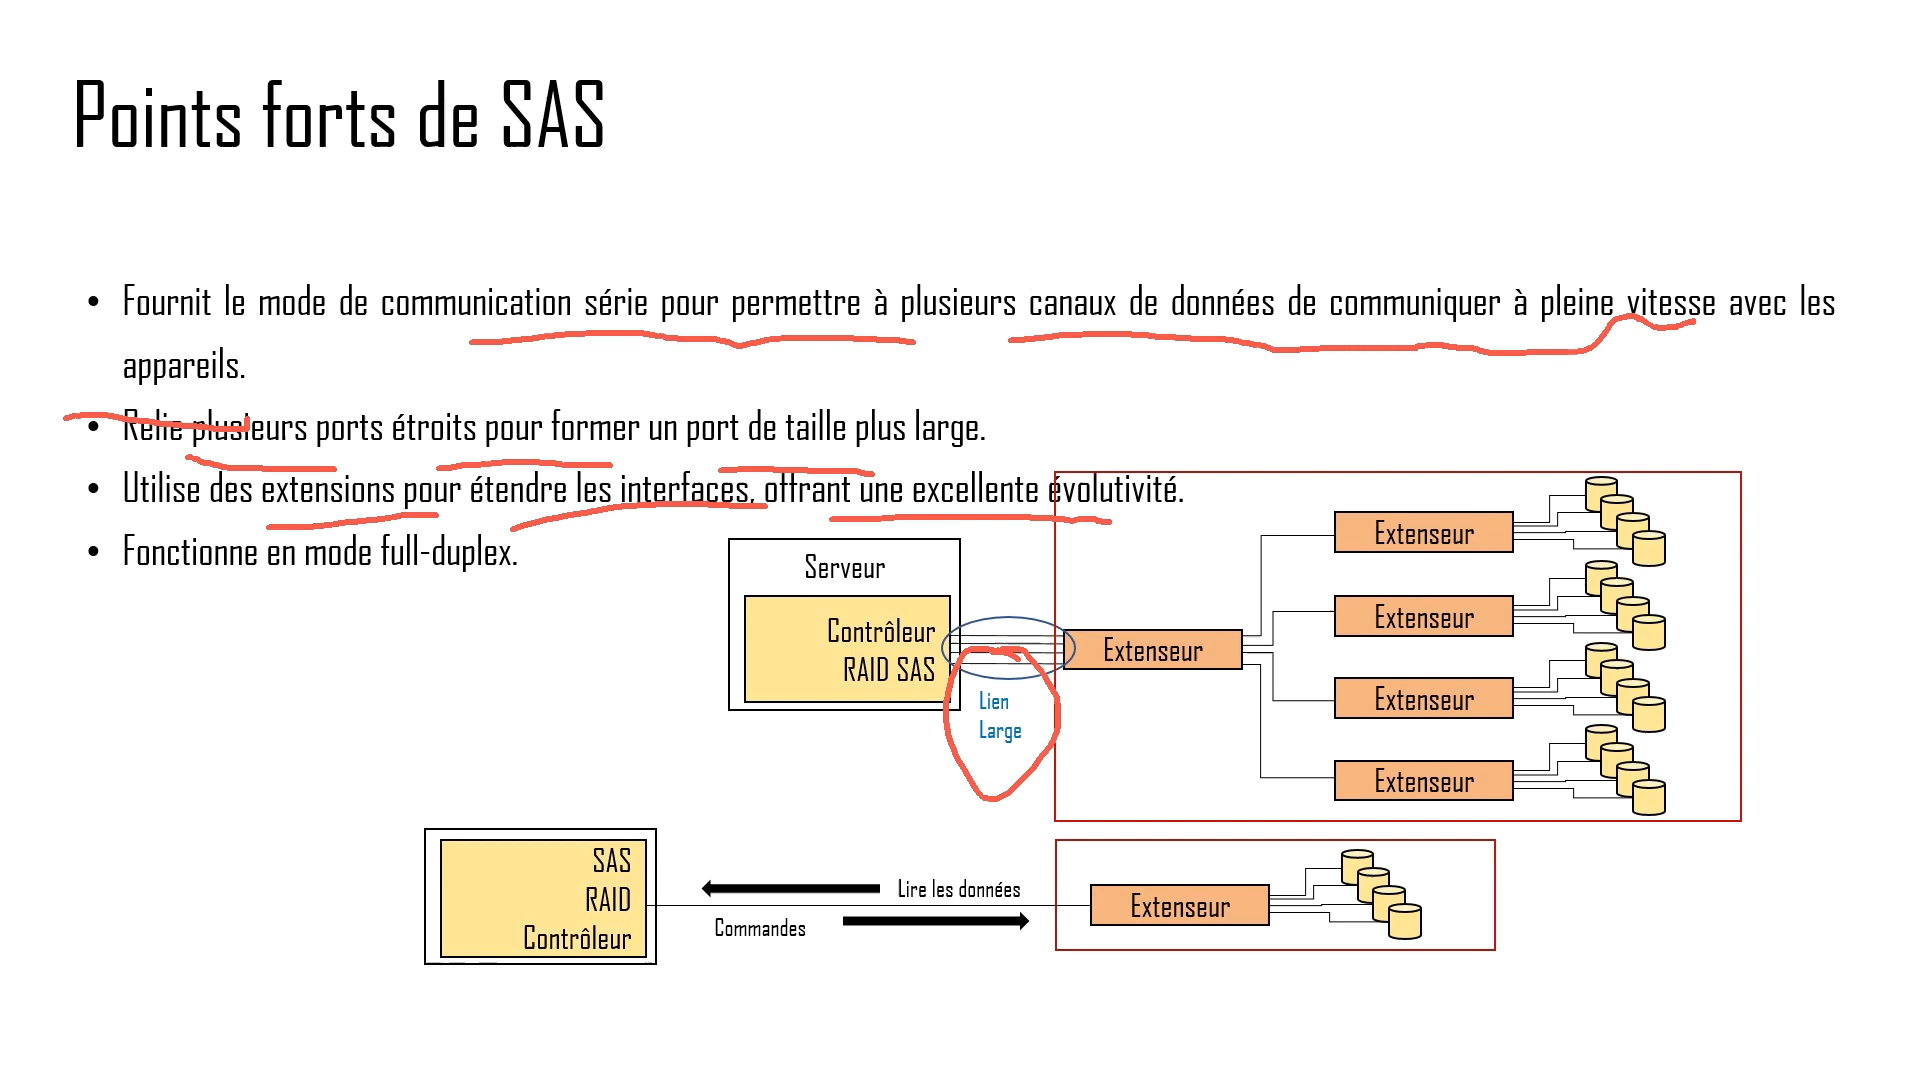 Points forts de SAS
• Fournit le mode de communication série pour permettre à plusieurs canaux de données de communiquer à pleine vitesse avec les
appareils.
• Relie plusieurs ports étroits pour former un port de taille plus large.
• Utilise des extensions pour étendre les interfaces, offrant une excellente évolutivité.
• Fonctionne en mode full-duplex.
Serveur
Contrôleur
RAID SAS
Lien
Large
Extenseur
Extenseur
Extenseur
Extenseur
Extenseur
SAS
RAID
Contrôleur
Lire les données
Commandes
Extenseur